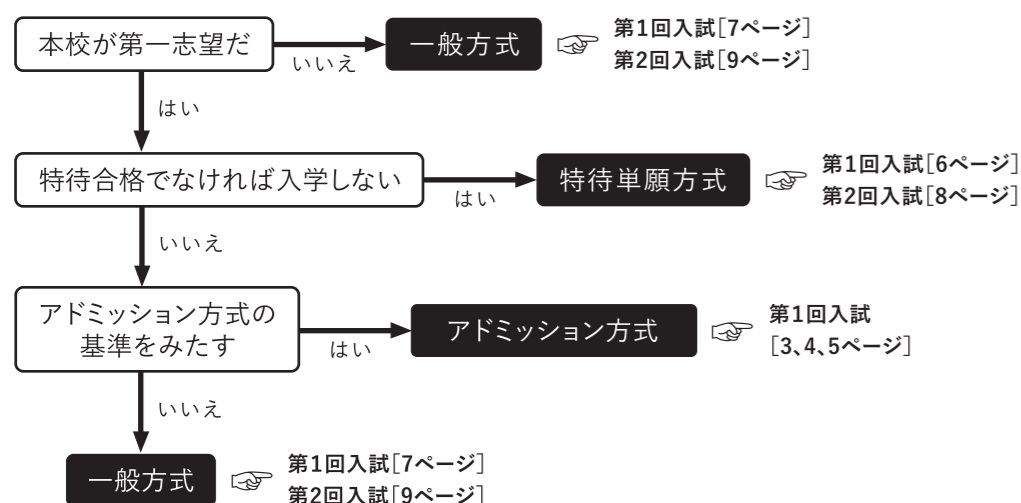 本校が第一志望だ
いいえ
一般方式
第1回入試[7ページ]
第2回入試[9ページ]
はい
特待合格でなければ入学しない
はい
特待単願方式
第1回入試[6ページ]
第2回入試[8ページ]
いいえ
アドミッション方式の
基準をみたす
はい
アドミッション方式
第1回入試
[3、4、5ページ]
いいえ
一般方式
第1回入試[7ページ]
第2回入試[9ページ]